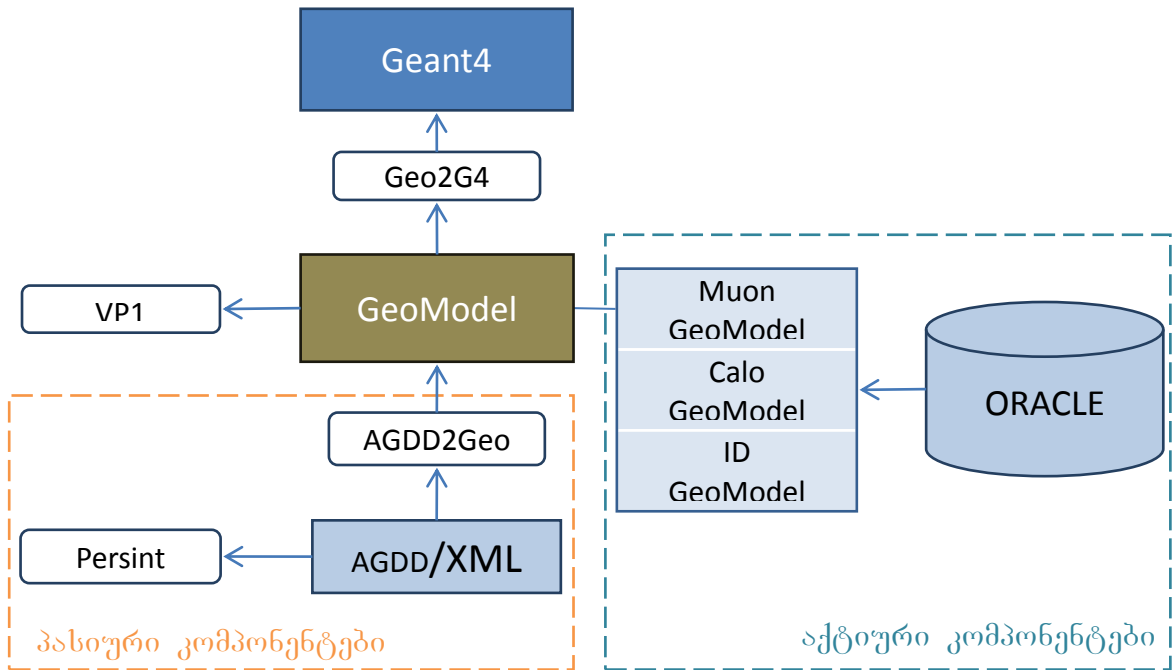 Geant4
Geo2G4
VP1
GeoModel
Muon
GeoModel
Calo
GeoModel
ID
GeoModel
ORACLE
AGDD2Geo
Persint
AGDD/XML
პასიური კომპონენტები
აქტიური კომპონენტები